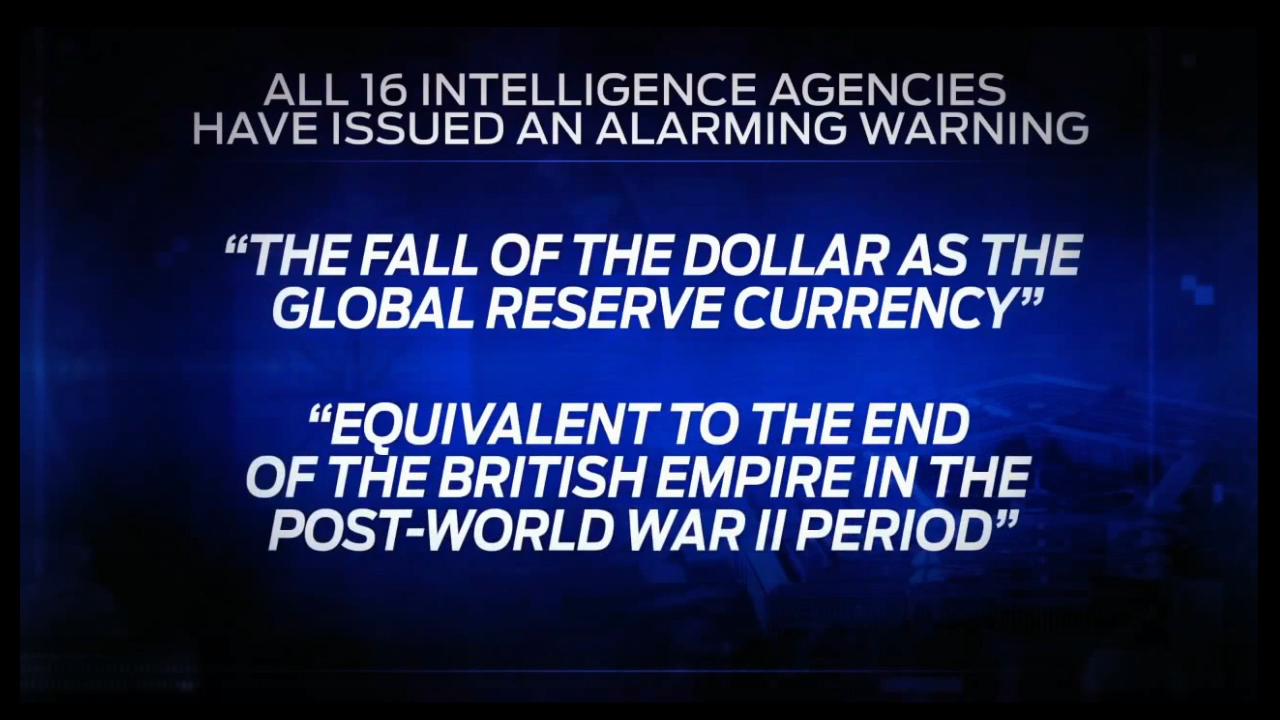 ALL 16 INTELLIGENCE AGENCIES
HAVE ISSUED AN ALARMING WARNING
“THE FALL OF THE DOLLAR AS THE
GLOBAL RESERVE CURRENCY”
“EQUIVALENT TO THE END
OF THE BRITISH EMPIRE IN THE
POST-WORLD WAR II PERIOD”